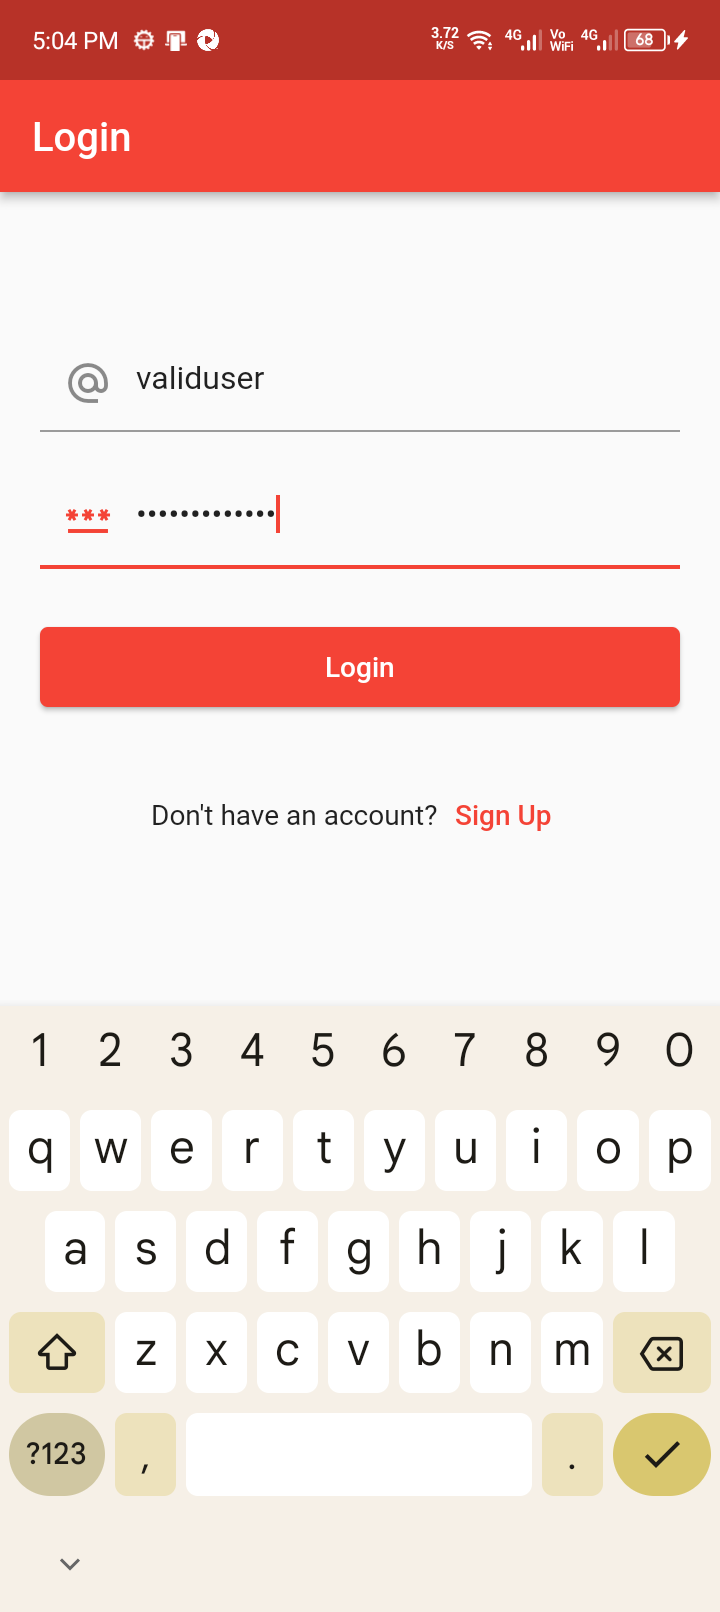 5:04 PM 3.72 K/S 4G Vo WiFi 4G 68
Login
@ validuser
*** •••••••••••••
Login
Don't have an account? Sign Up
1 2 3 4 5 6 7 8 9 0
q w e r t y u i o p
a s d f g h j k l
z x c v b n m
?123 , .